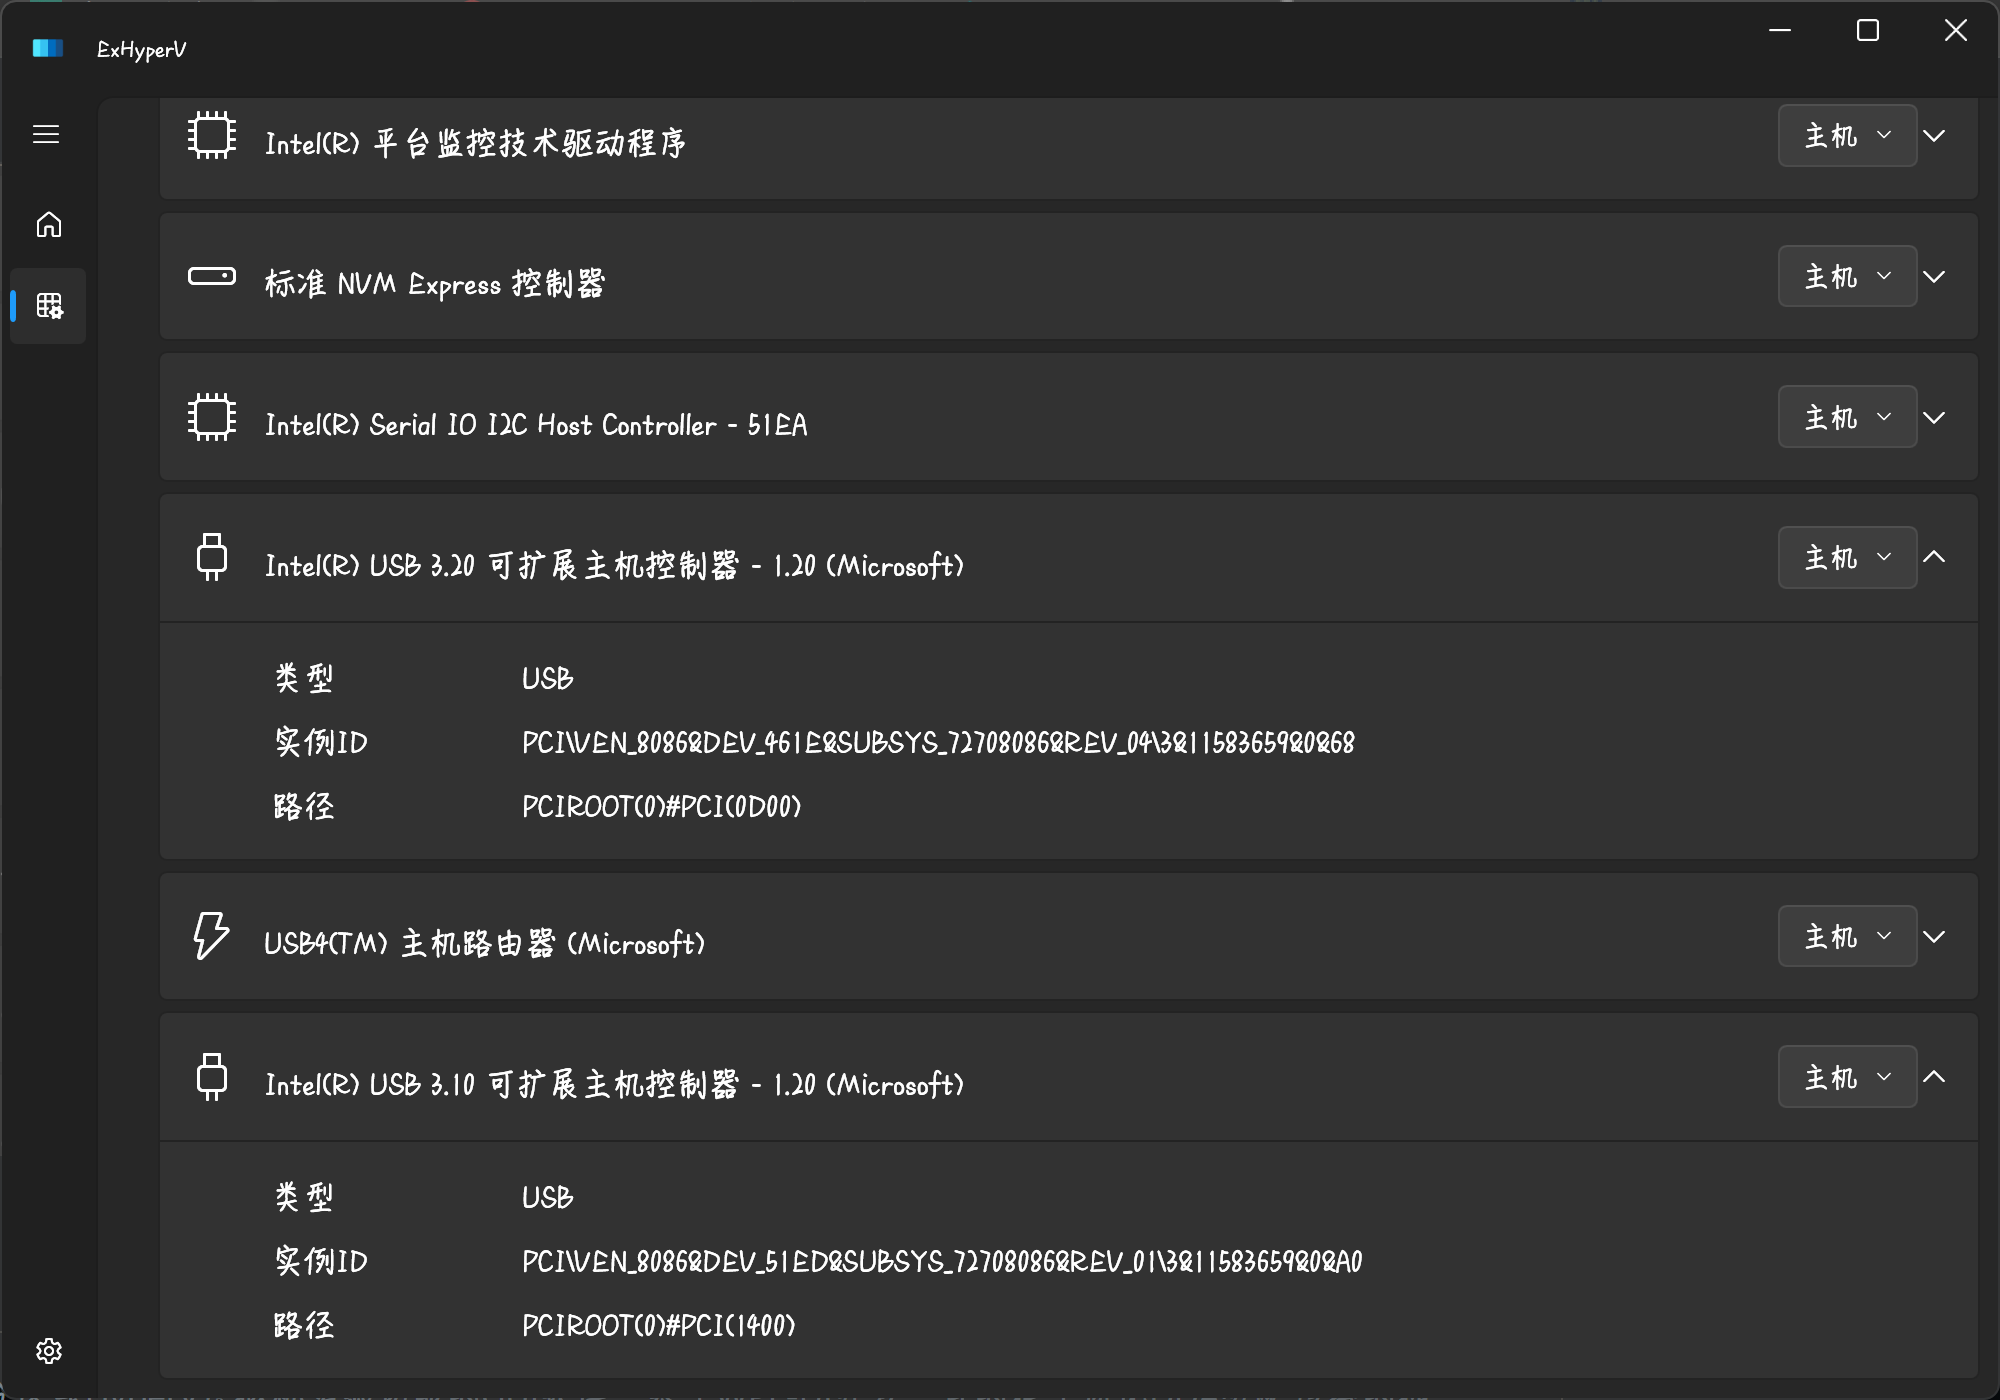 ExHyperV
Intel(R) 平台监控技术驱动程序
主机
标准 NVM Express 控制器
主机
Intel(R) Serial IO I2C Host Controller - 51EA
主机
Intel(R) USB 3.20 可扩展主机控制器 - 1.20 (Microsoft)
主机
类型 USB
实例ID PCI\VEN_8086&DEV_461E&SUBSYS_72708086&REV_04\3&11583659&0&68
路径 PCIROOT(0)#PCI(0D00)
USB4(TM) 主机路由器 (Microsoft)
主机
Intel(R) USB 3.10 可扩展主机控制器 - 1.20 (Microsoft)
主机
类型 USB
实例ID PCI\VEN_8086&DEV_51ED&SUBSYS_72708086&REV_01\3&11583659&0&A0
路径 PCIROOT(0)#PCI(1400)